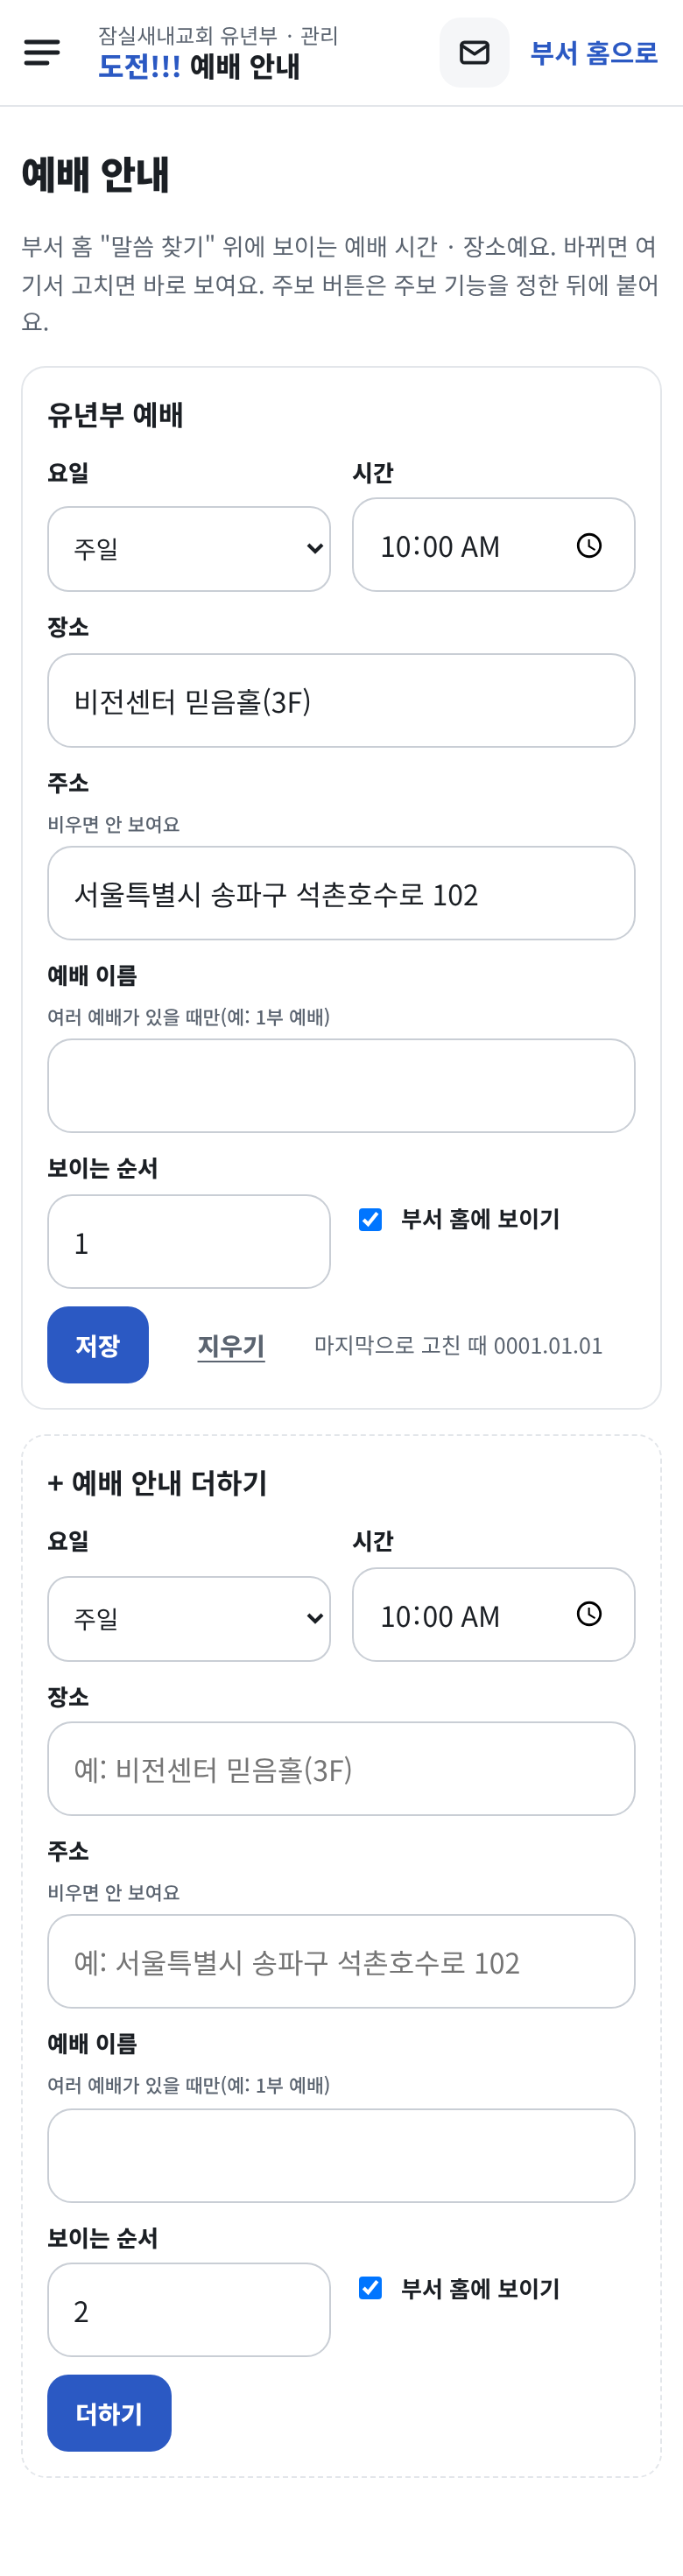 잠실새내교회 유년부 · 관리
도전!!! 예배 안내
부서 홈으로
예배 안내
부서 홈 "말씀 찾기" 위에 보이는 예배 시간 · 장소예요. 바뀌면 여
기서 고치면 바로 보여요. 주보 버튼은 주보 기능을 정한 뒤에 붙어
요.
유년부 예배
요일
시간
주일
10:00 AM
장소
비전센터 믿음홀(3F)
주소
비우면 안 보여요
서울특별시 송파구 석촌호수로 102
예배 이름
여러 예배가 있을 때만(예: 1부 예배)
보이는 순서
1
부서 홈에 보이기
저장
지우기
마지막으로 고친 때 0001.01.01
+ 예배 안내 더하기
요일
시간
주일
10:00 AM
장소
예: 비전센터 믿음홀(3F)
주소
비우면 안 보여요
예: 서울특별시 송파구 석촌호수로 102
예배 이름
여러 예배가 있을 때만(예: 1부 예배)
보이는 순서
2
부서 홈에 보이기
더하기